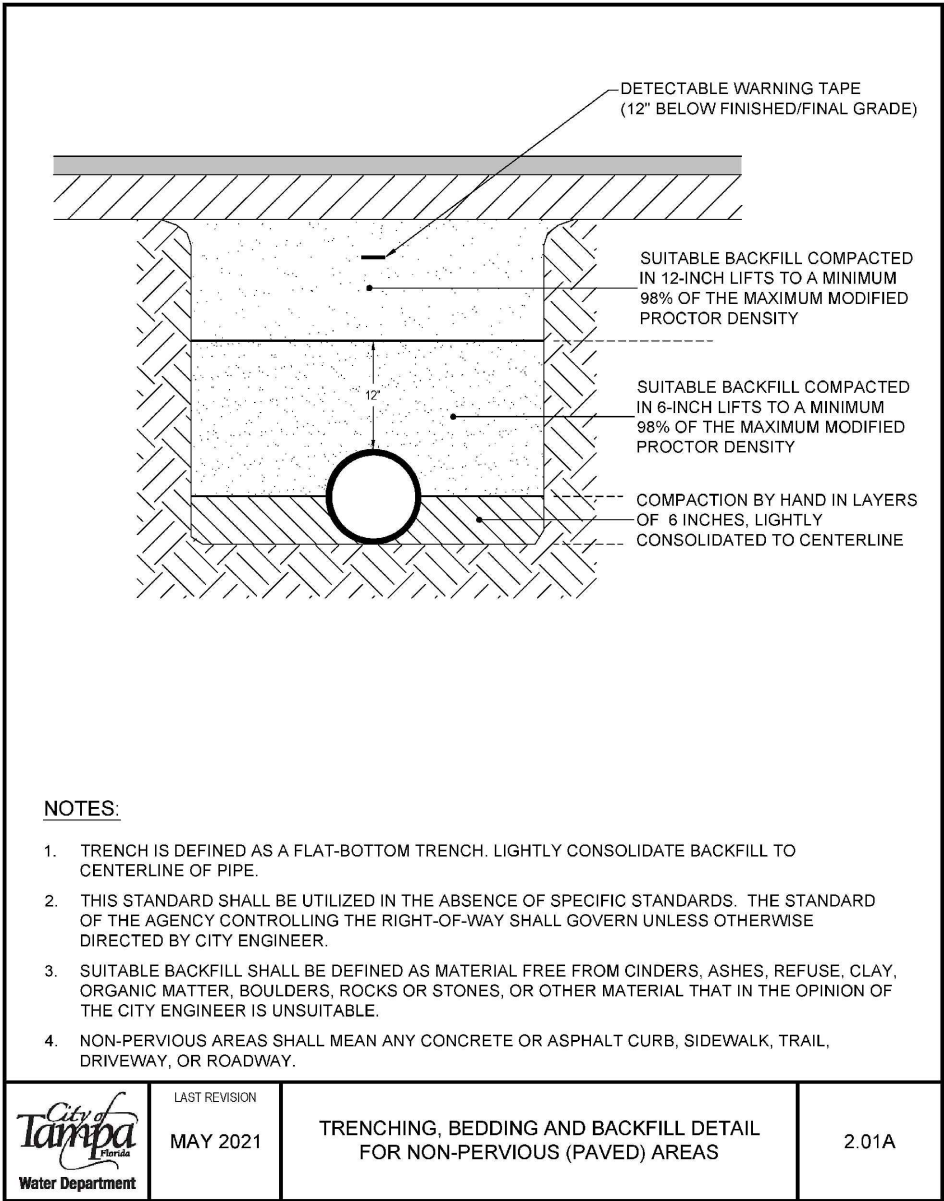 DETECTABLE WARNING TAPE
(12" BELOW FINISHED/FINAL GRADE)
SUITABLE BACKFILL COMPACTED
IN 12-INCH LIFTS TO A MINIMUM
98% OF THE MAXIMUM MODIFIED
PROCTOR DENSITY
12"
SUITABLE BACKFILL COMPACTED
IN 6-INCH LIFTS TO A MINIMUM
98% OF THE MAXIMUM MODIFIED
PROCTOR DENSITY
COMPACTION BY HAND IN LAYERS
OF 6 INCHES, LIGHTLY
CONSOLIDATED TO CENTERLINE
NOTES:
1. TRENCH IS DEFINED AS A FLAT-BOTTOM TRENCH. LIGHTLY CONSOLIDATE BACKFILL TO
CENTERLINE OF PIPE.
2. THIS STANDARD SHALL BE UTILIZED IN THE ABSENCE OF SPECIFIC STANDARDS. THE STANDARD
OF THE AGENCY CONTROLLING THE RIGHT-OF-WAY SHALL GOVERN UNLESS OTHERWISE
DIRECTED BY CITY ENGINEER.
3. SUITABLE BACKFILL SHALL BE DEFINED AS MATERIAL FREE FROM CINDERS, ASHES, REFUSE, CLAY,
ORGANIC MATTER, BOULDERS, ROCKS OR STONES, OR OTHER MATERIAL THAT IN THE OPINION OF
THE CITY ENGINEER IS UNSUITABLE.
4. NON-PERVIOUS AREAS SHALL MEAN ANY CONCRETE OR ASPHALT CURB, SIDEWALK, TRAIL,
DRIVEWAY, OR ROADWAY.
City of
Tampa
Florida
Water Department
LAST REVISION
MAY 2021
TRENCHING, BEDDING AND BACKFILL DETAIL
FOR NON-PERVIOUS (PAVED) AREAS
2.01A